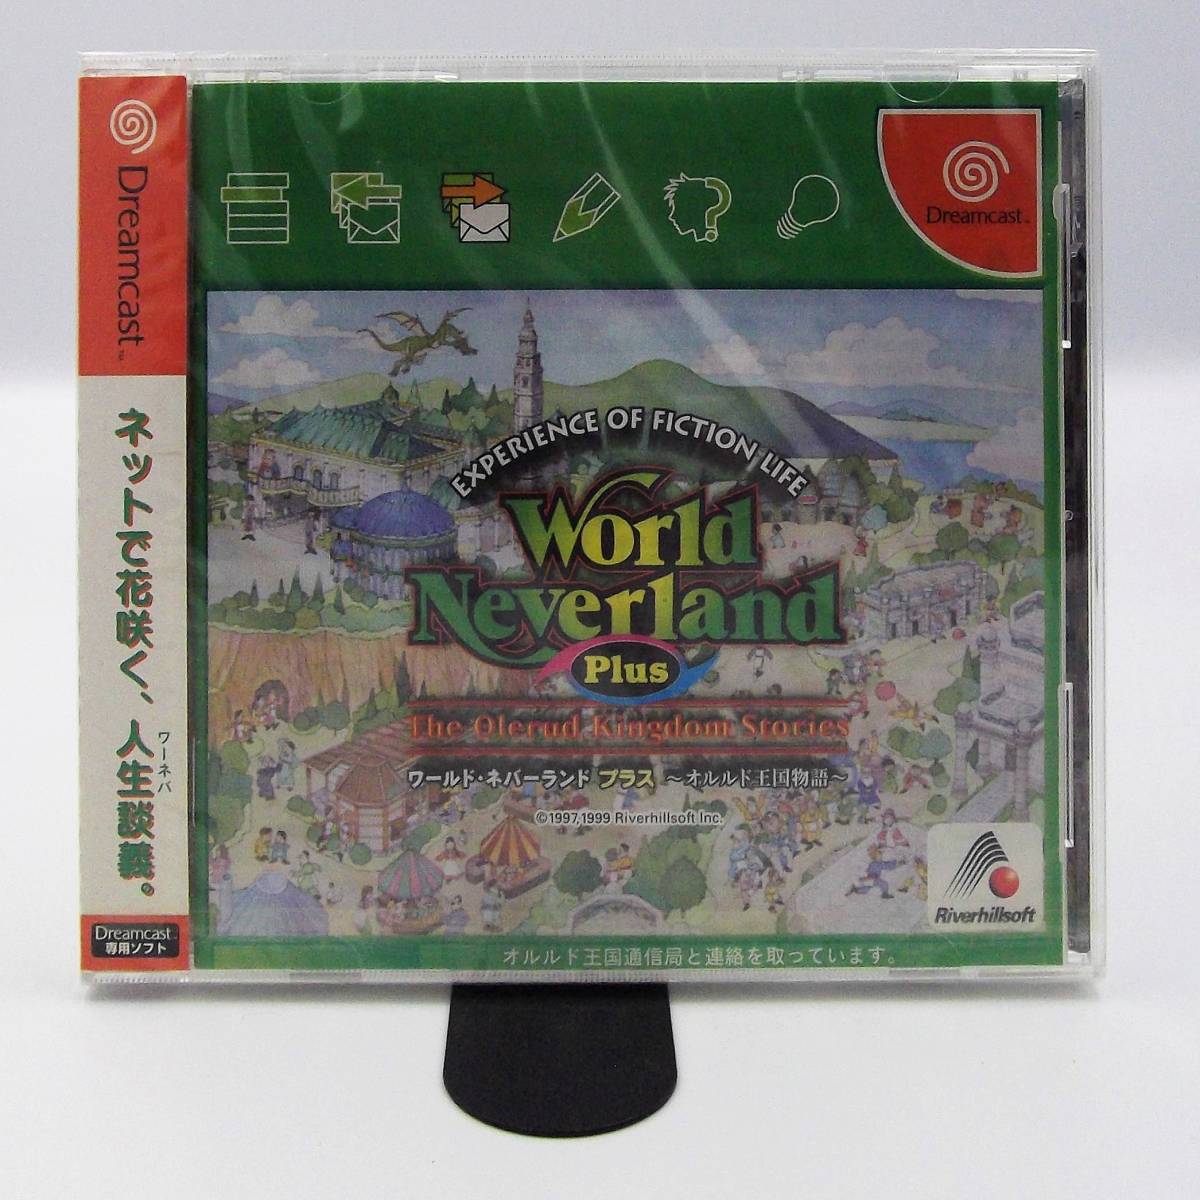 Dreamcast™
ネットで花咲く、人生談義。
ワーネバ
Dreamcast
専用ソフト
Dreamcast™
EXPERIENCE OF FICTION LIFE
World
Neverland
Plus
The Olerud Kingdom Stories
ワールド・ネバーランド プラス ～オルルド王国物語～
©1997,1999 Riverhillsoft Inc.
Riverhillsoft
オルルド王国通信局と連絡を取っています。